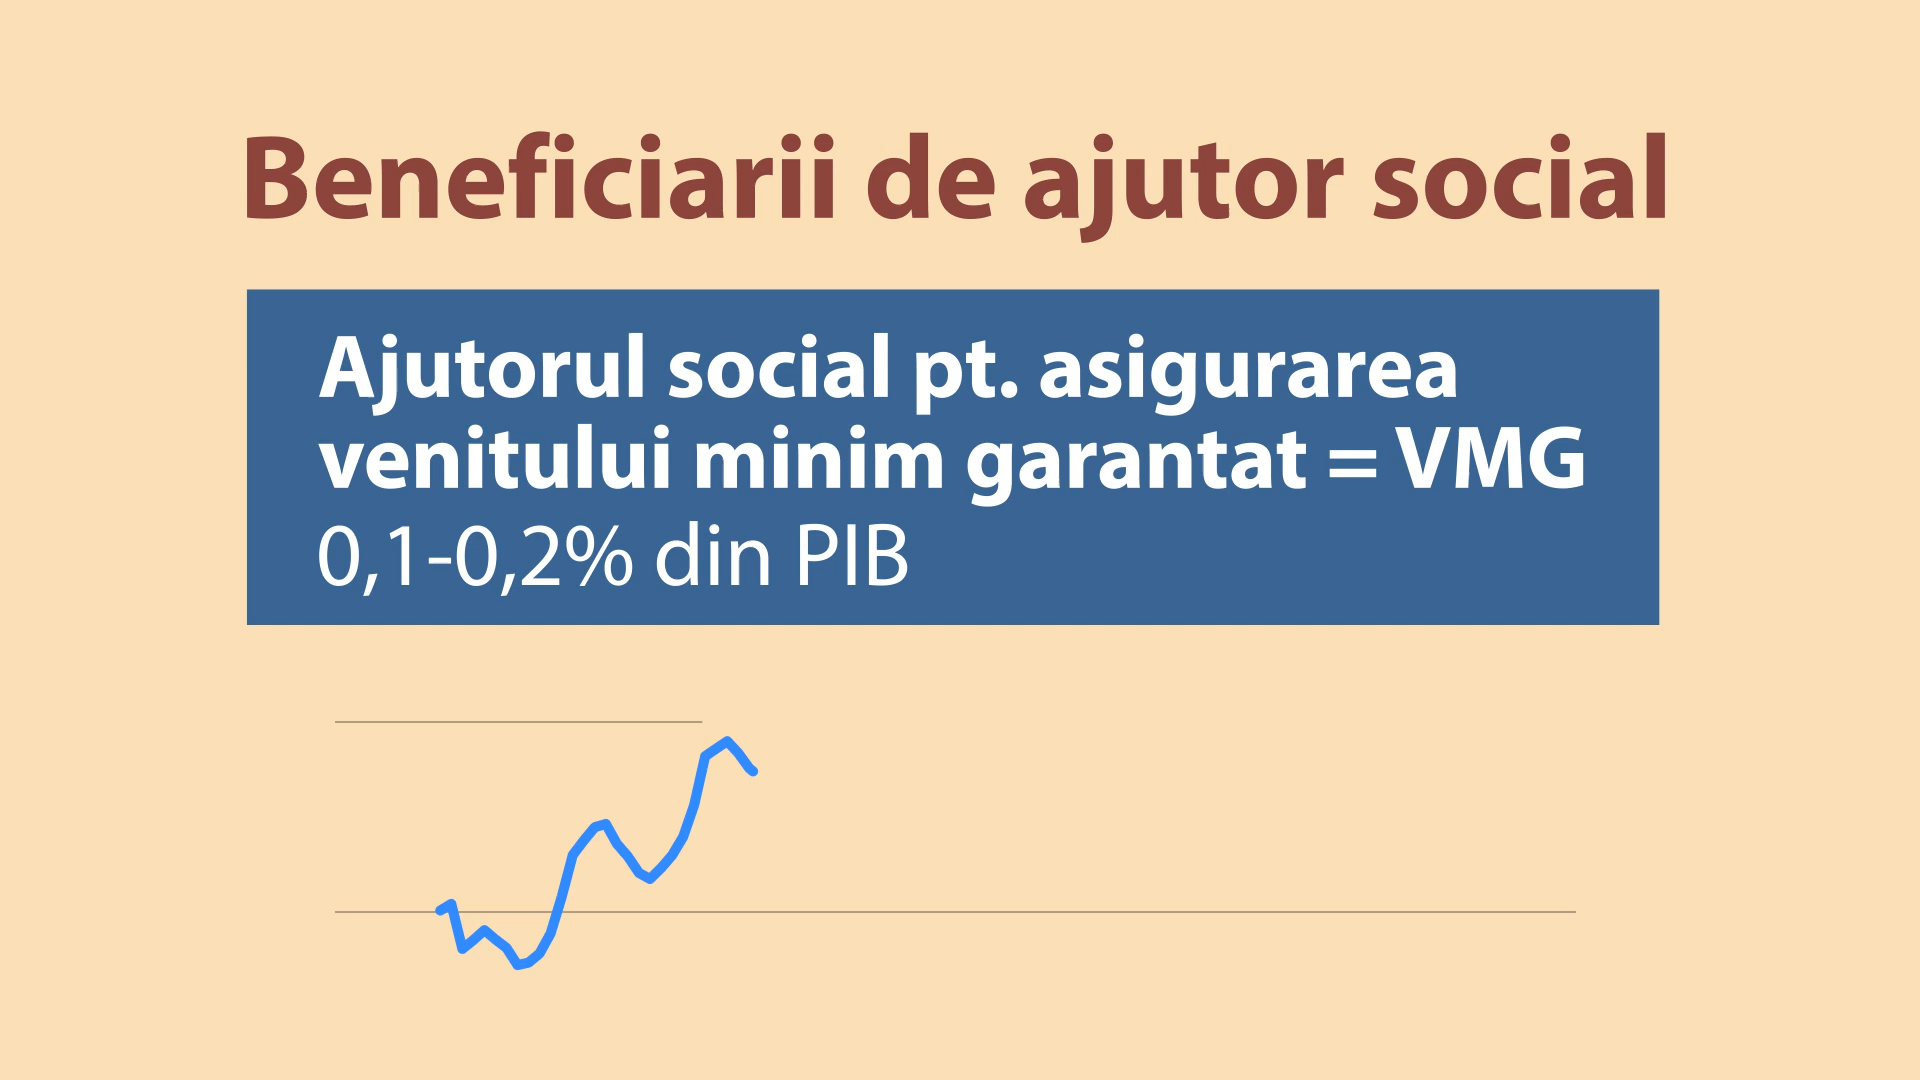 Beneficiarii de ajutor social
Ajutorul social pt. asigurarea
venitului minim garantat = VMG
0,1-0,2% din PIB